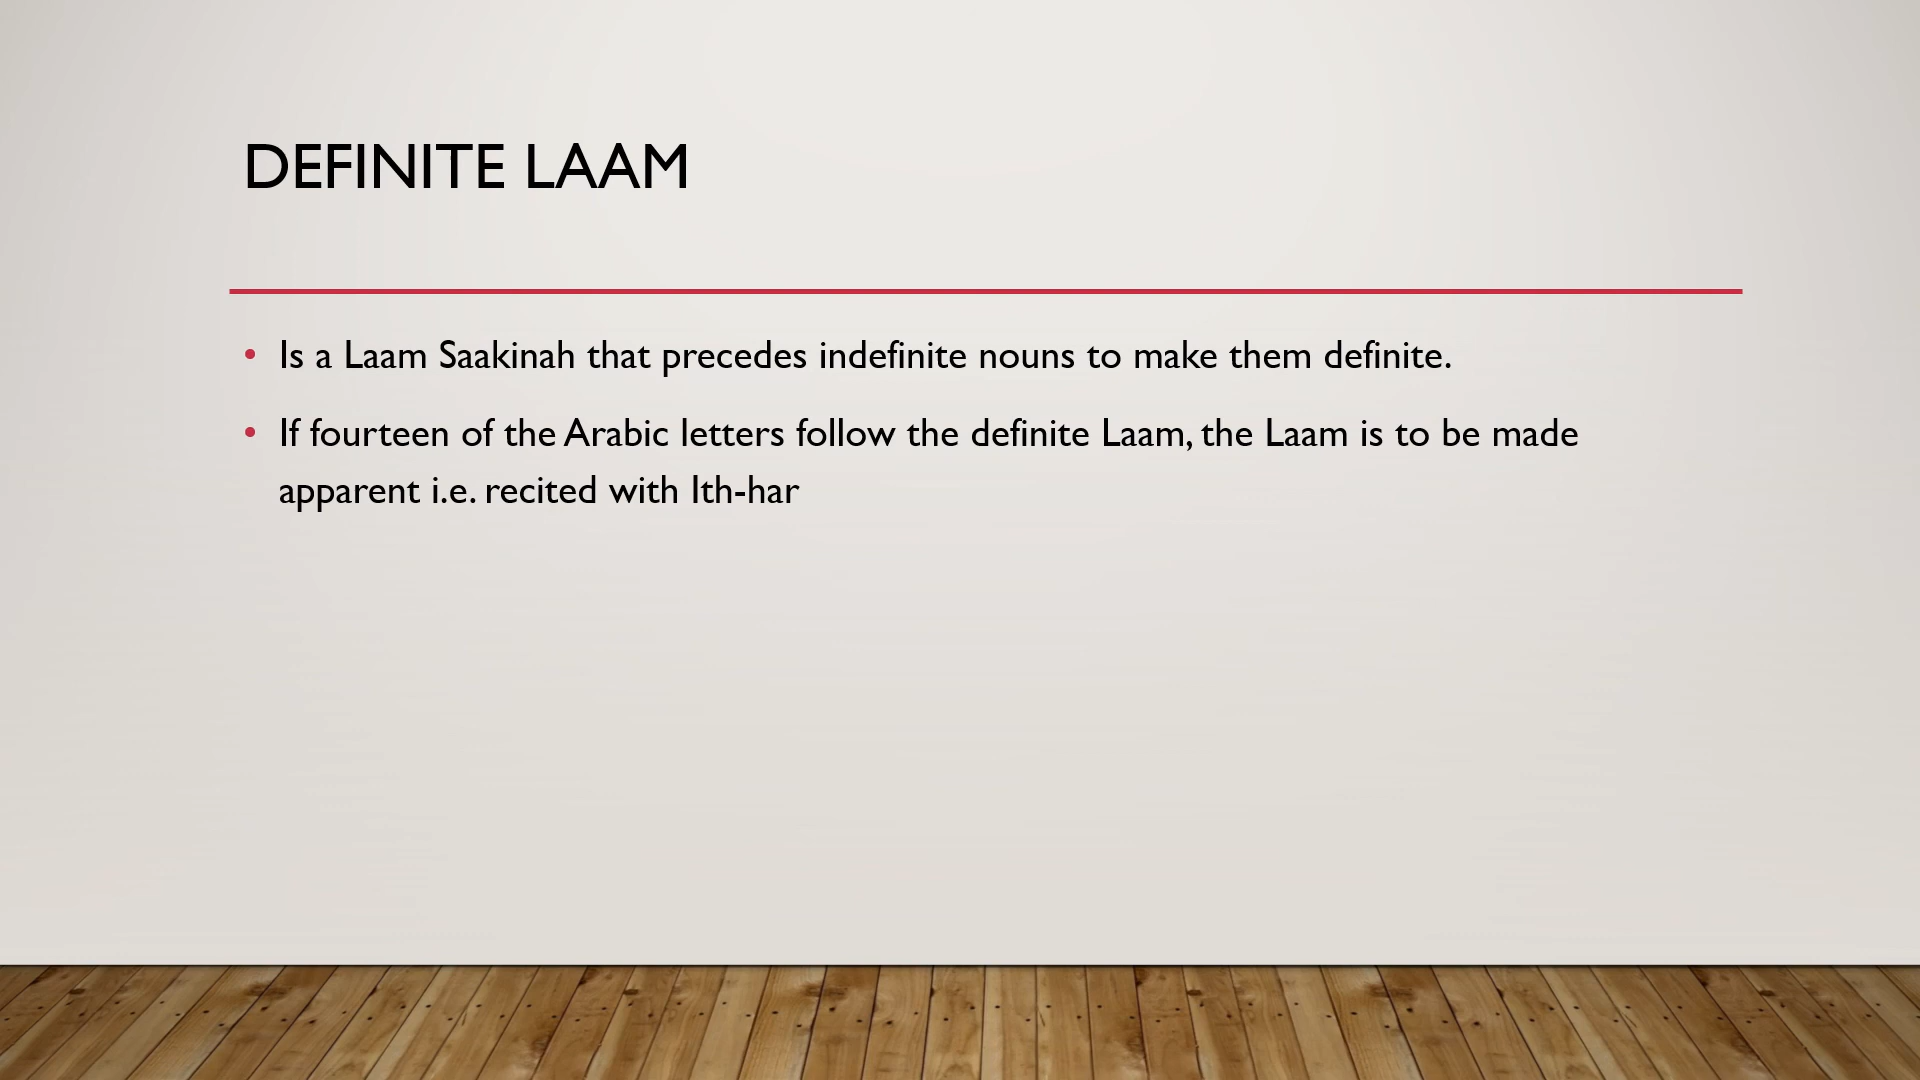 DEFINITE LAAM
• Is a Laam Saakinah that precedes indefinite nouns to make them definite.
• If fourteen of the Arabic letters follow the definite Laam, the Laam is to be made
apparent i.e. recited with Ith-har